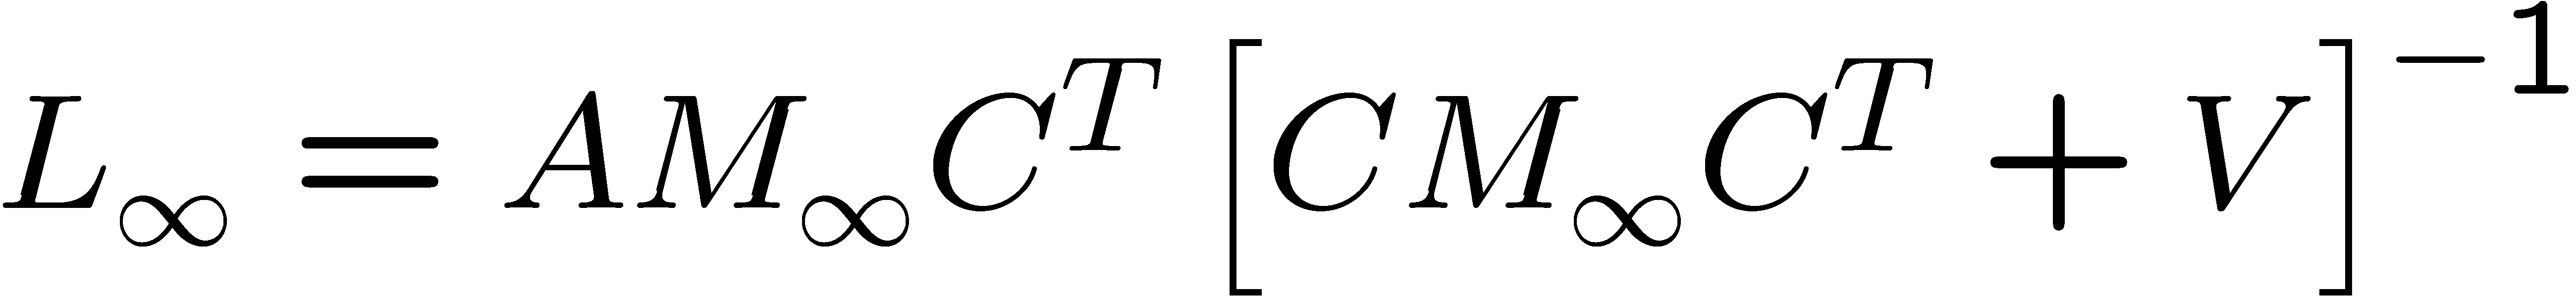 L_∞ = AM_∞C^T [CM_∞C^T + V]^{-1}